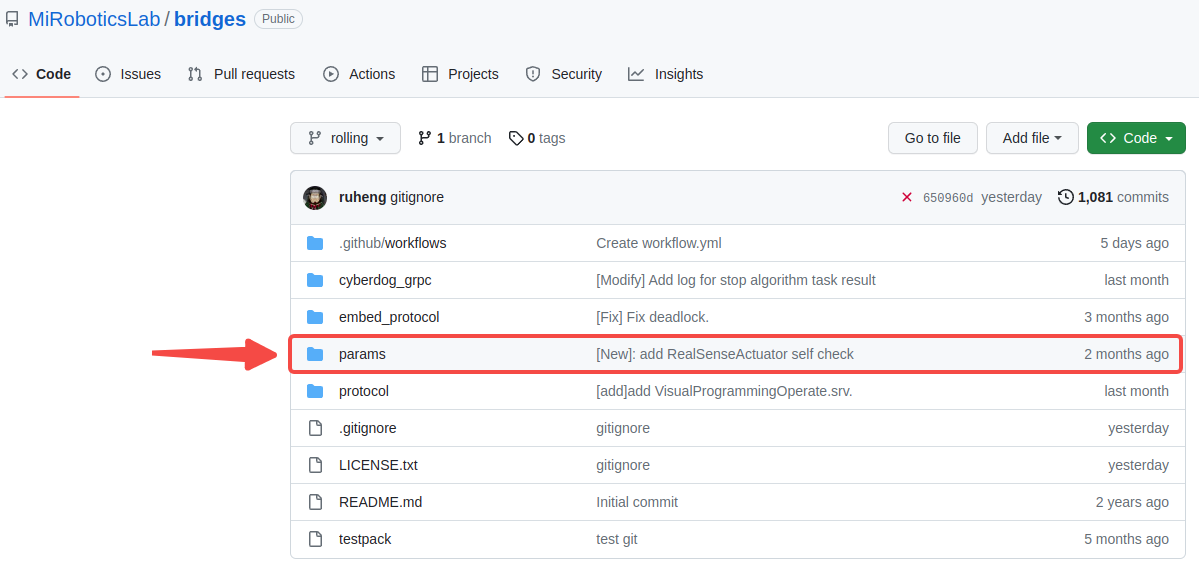 MiRoboticsLab / bridges Public
Code Issues Pull requests Actions Projects Security Insights
rolling 1 branch 0 tags Go to file Add file Code
ruheng gitignore 650960d yesterday 1,081 commits
.github/workflows Create workflow.yml 5 days ago
cyberdog_grpc [Modify] Add log for stop algorithm task result last month
embed_protocol [Fix] Fix deadlock. 3 months ago
params [New]: add RealSenseActuator self check 2 months ago
protocol [add]add VisualProgrammingOperate.srv. last month
.gitignore gitignore yesterday
LICENSE.txt gitignore yesterday
README.md Initial commit 2 years ago
testpack test git 5 months ago